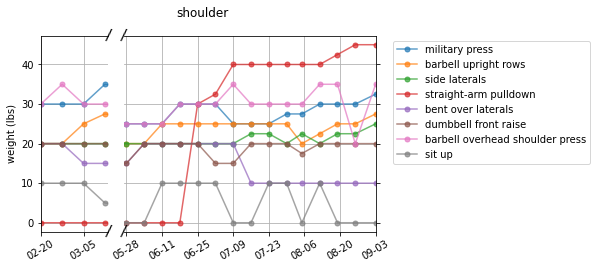 shoulder
weight (lbs)
40
30
20
10
0
02-20
03-05
05-28
06-11
06-25
07-09
07-23
08-06
08-20
09-03
military press
barbell upright rows
side laterals
straight-arm pulldown
bent over laterals
dumbbell front raise
barbell overhead shoulder press
sit up